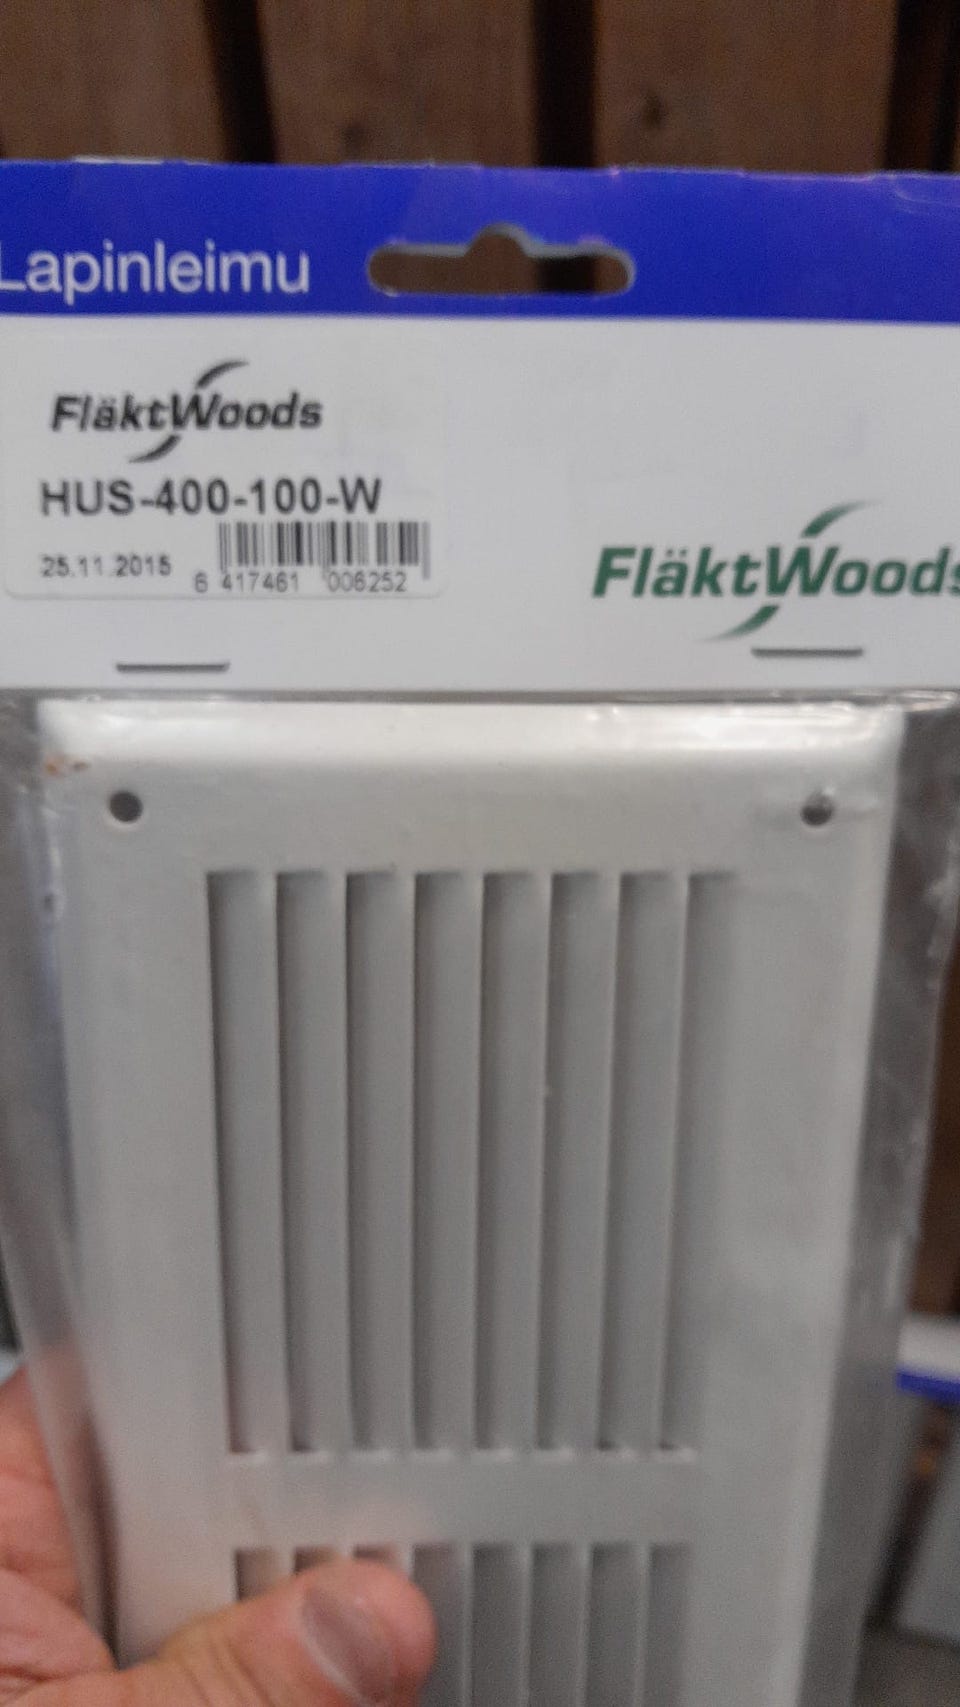 Lapinleimu
FläktWoods
HUS-400-100-W
25.11.2015
6 417461 006252
FläktWoods